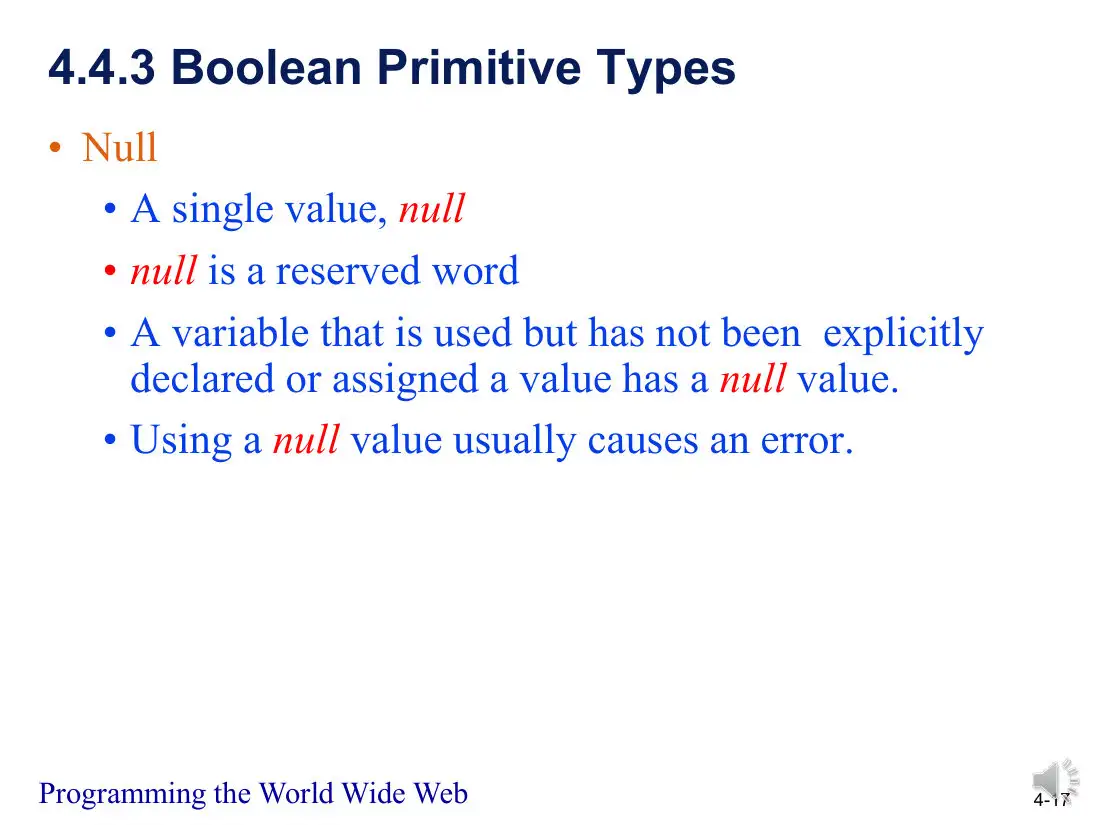 4.4.3 Boolean Primitive Types
• Null
• A single value, null
• null is a reserved word
• A variable that is used but has not been  explicitly
declared or assigned a value has a null value.
• Using a null value usually causes an error.
Programming the World Wide Web
4-17